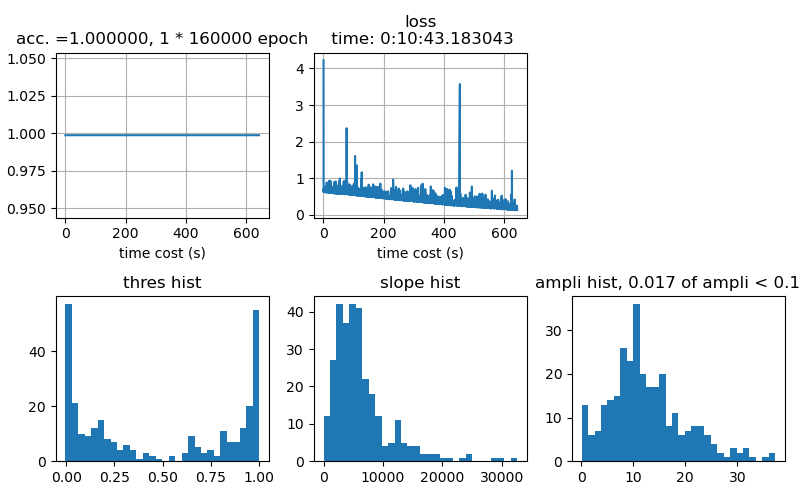 acc. =1.000000, 1 * 160000 epoch
1.050
1.025
1.000
0.975
0.950
0 200 400 600
time cost (s)
loss
time: 0:10:43.183043
4
3
2
1
0
0 200 400 600
time cost (s)
thres hist
40
20
0
0.00 0.25 0.50 0.75 1.00
slope hist
40
30
20
10
0
0 10000 20000 30000
ampli hist, 0.017 of ampli < 0.1
30
20
10
0
0 10 20 30